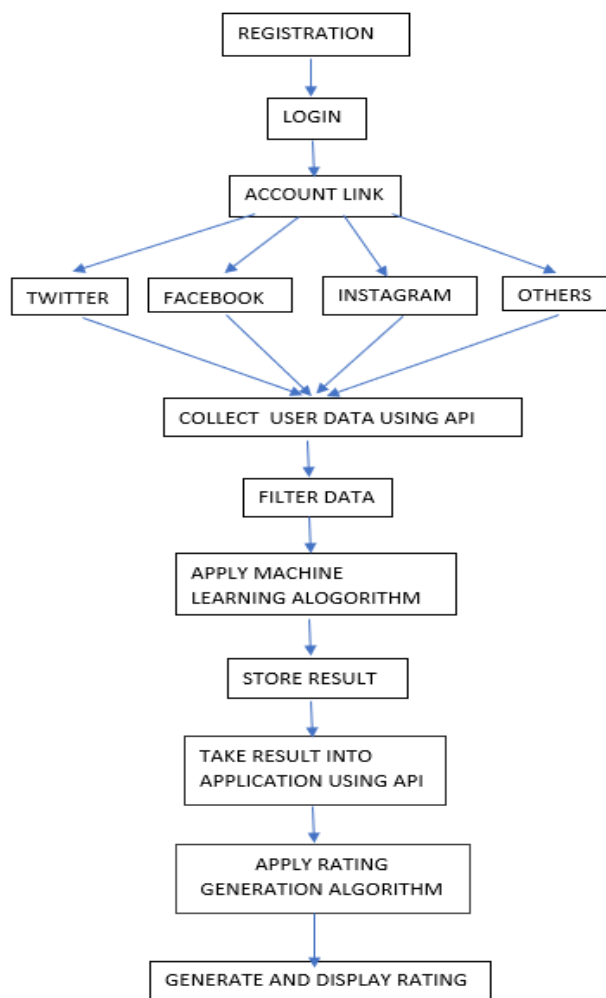 REGISTRATION
LOGIN
ACCOUNT LINK
TWITTER
FACEBOOK
INSTAGRAM
OTHERS
COLLECT USER DATA USING API
FILTER DATA
APPLY MACHINE
LEARNING ALOGORITHM
STORE RESULT
TAKE RESULT INTO
APPLICATION USING API
APPLY RATING
GENERATION ALGORITHM
GENERATE AND DISPLAY RATING